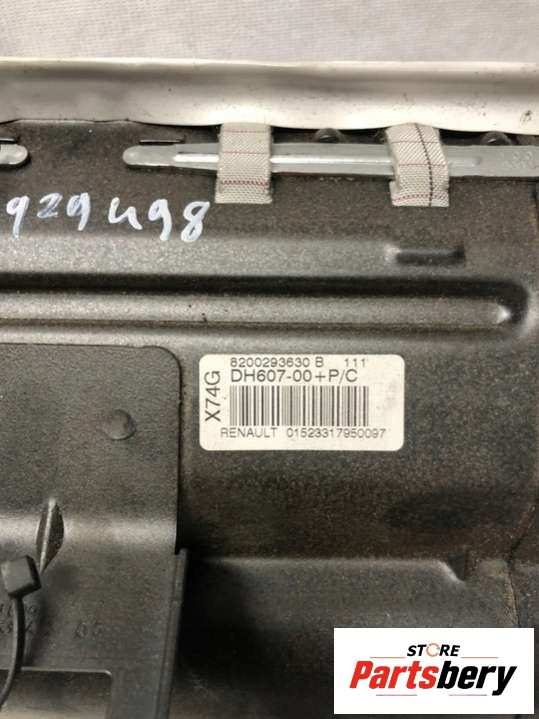 929498
X74G
8200293630 B 111
DH607-00+P/C
RENAULT 01523317950097
STORE
Partsbery